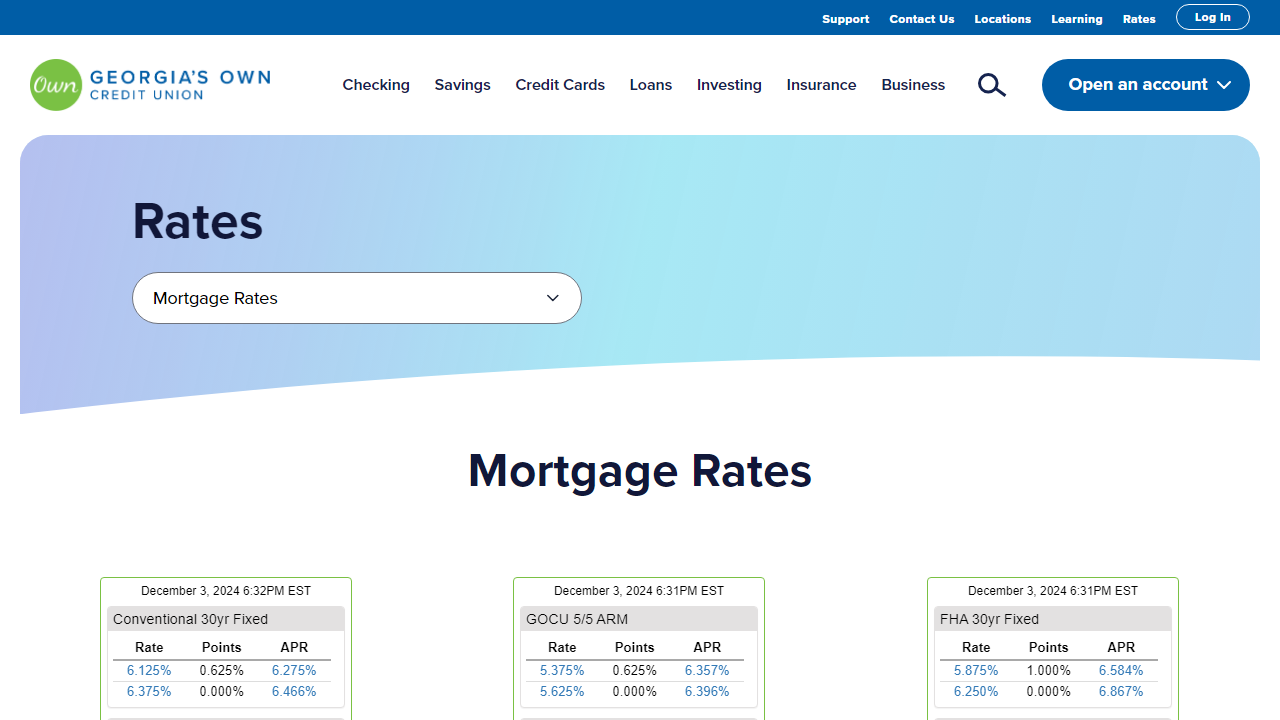 Support Contact Us Locations Learning Rates Log In
Own GEORGIA'S OWN
CREDIT UNION
Checking Savings Credit Cards Loans Investing Insurance Business Open an account
Rates
Mortgage Rates
Mortgage Rates
December 3, 2024 6:32PM EST
Conventional 30yr Fixed
Rate Points APR
6.125% 0.625% 6.275%
6.375% 0.000% 6.466%
December 3, 2024 6:31PM EST
GOCU 5/5 ARM
Rate Points APR
5.375% 0.625% 6.357%
5.625% 0.000% 6.396%
December 3, 2024 6:31PM EST
FHA 30yr Fixed
Rate Points APR
5.875% 1.000% 6.584%
6.250% 0.000% 6.867%